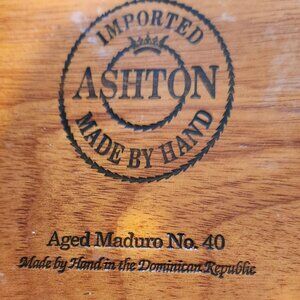 IMPORTED
ASHTON
MADE BY HAND
Aged Maduro No. 40
Made by Hand in the Dominican Republic